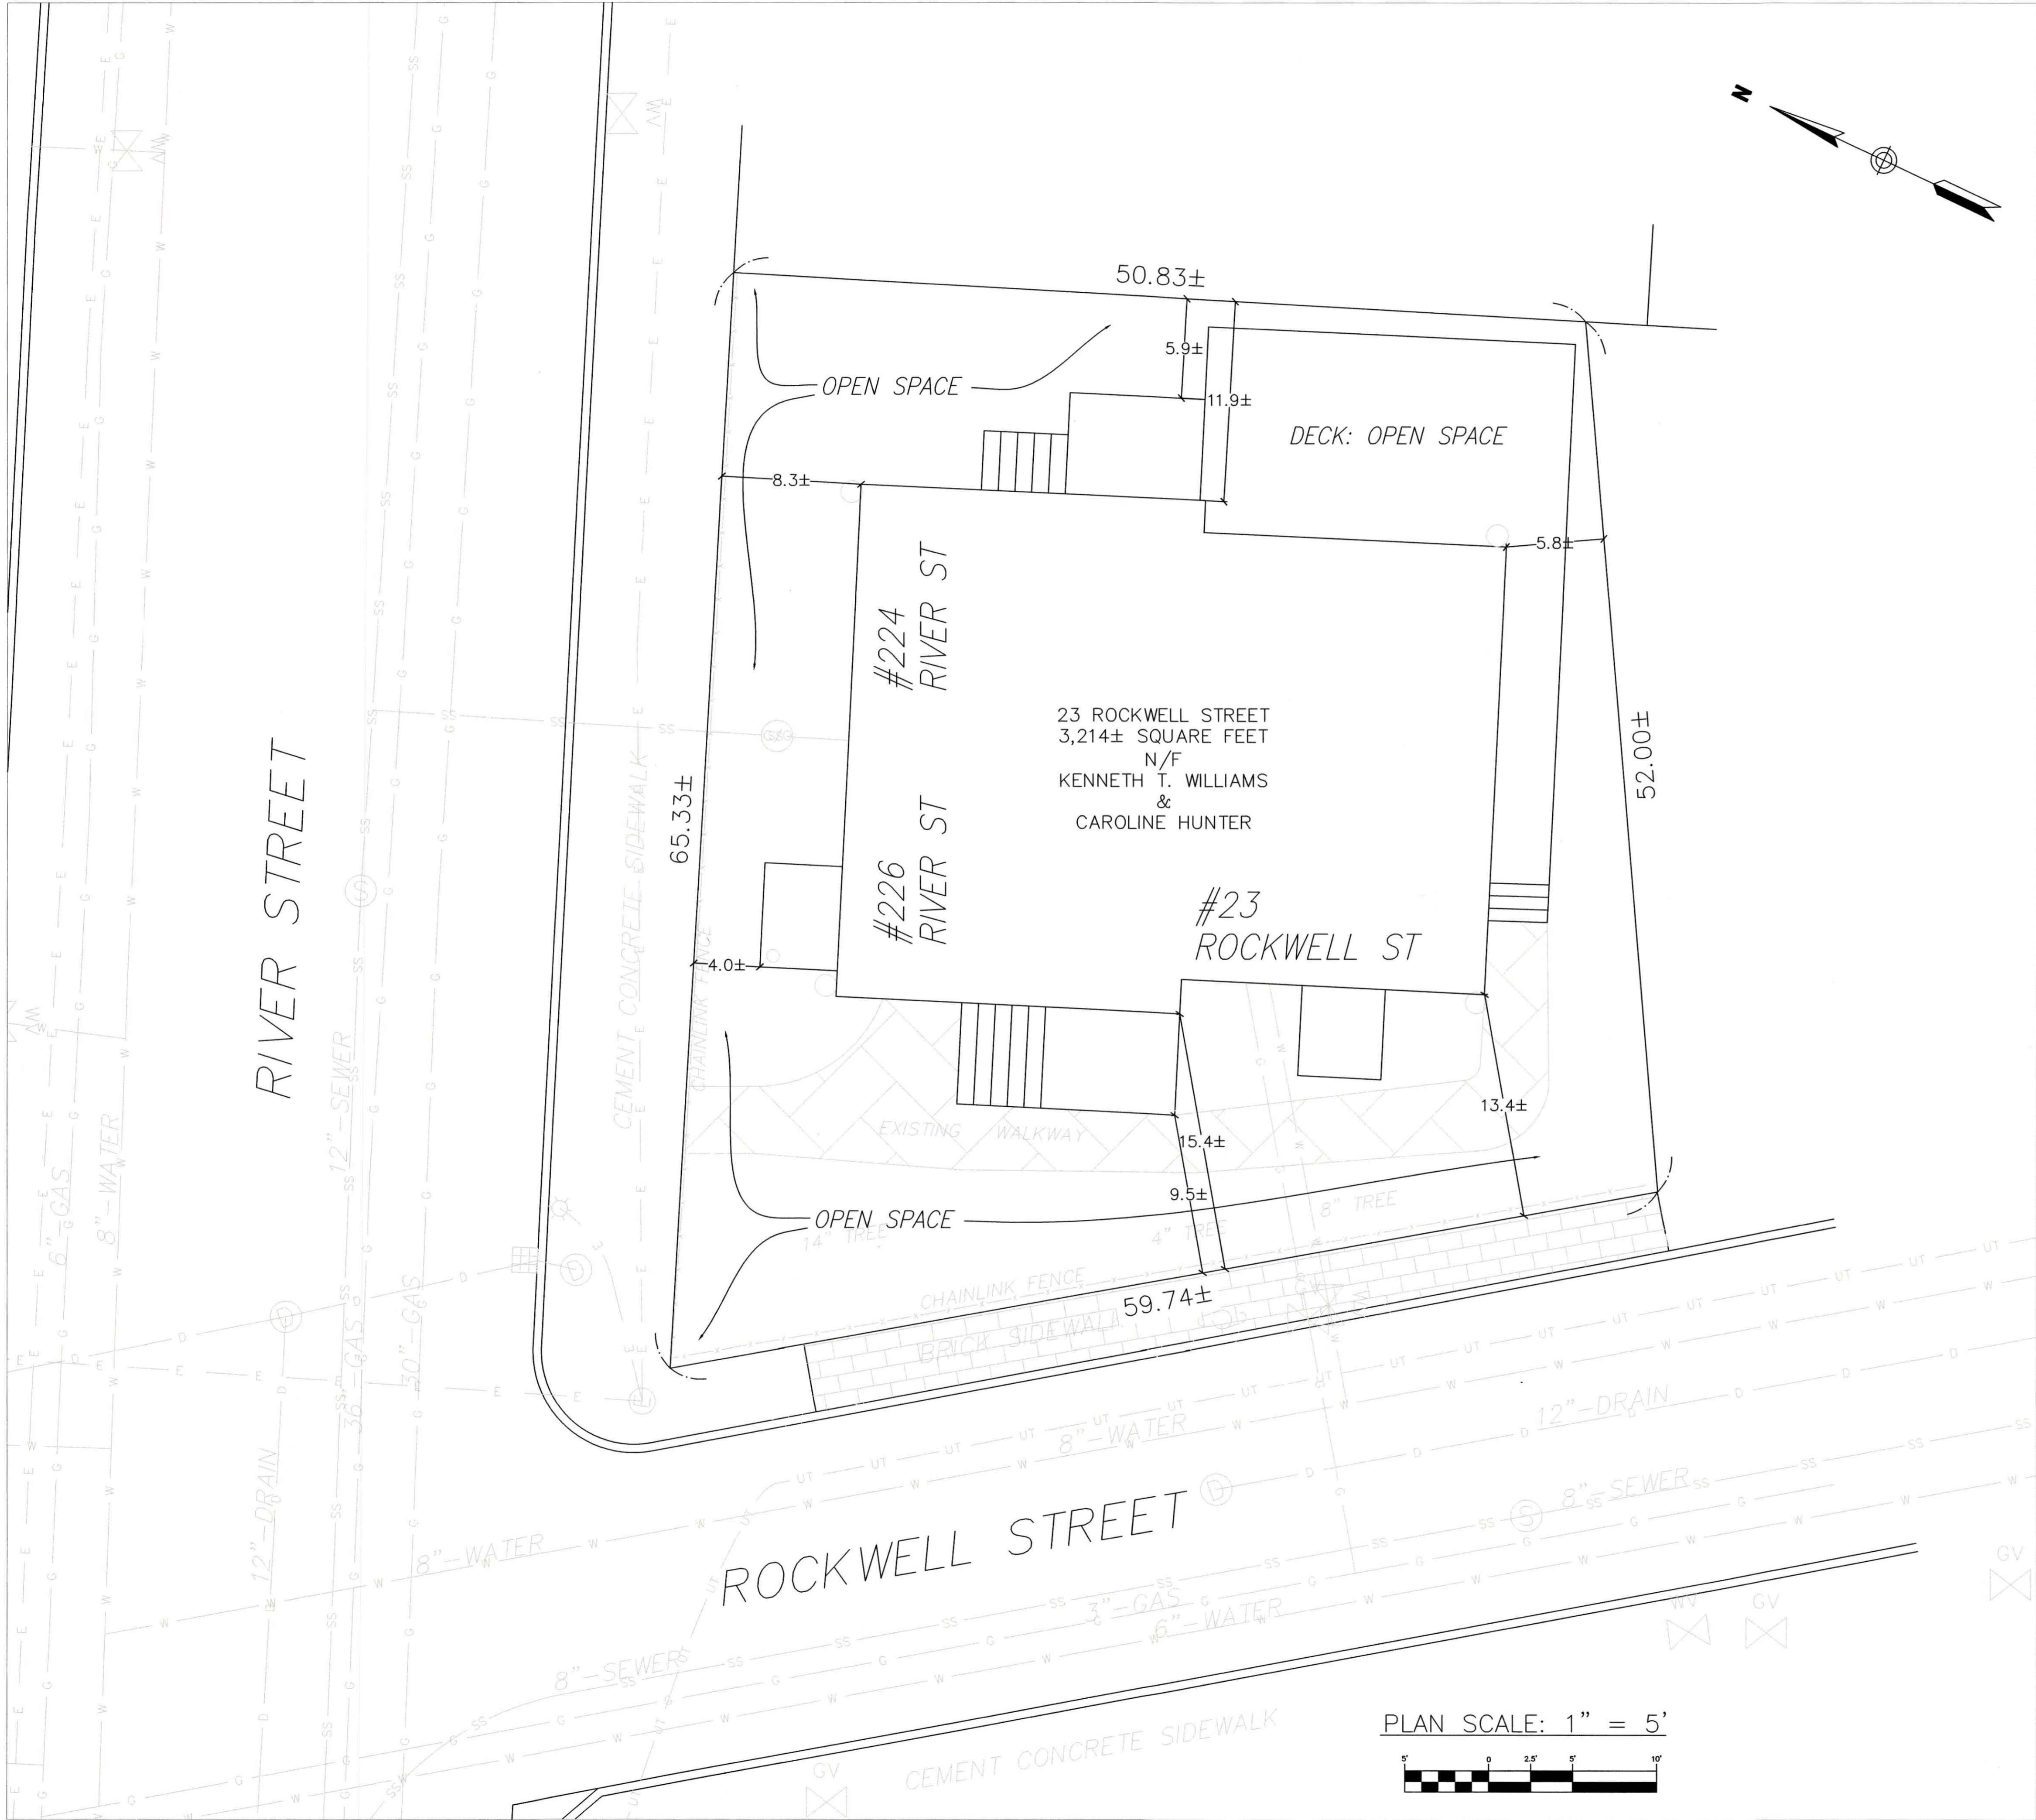 N
50.83±
5.9±
11.9±
OPEN SPACE
DECK: OPEN SPACE
8.3±
5.8±
#224
RIVER ST
23 ROCKWELL STREET
3,214± SQUARE FEET
N/F
KENNETH T. WILLIAMS
&
CAROLINE HUNTER
52.00±
65.33±
RIVER STREET
#226
RIVER ST
#23
ROCKWELL ST
4.0±
CEMENT CONCRETE SIDEWALK
CHAINLINK FENCE
12"-SEWER
6"-GAS
8"-WATER
EXISTING WALKWAY
13.4±
15.4±
9.5±
OPEN SPACE
14" TREE
4" TREE
8" TREE
CHAINLINK FENCE
59.74±
BRICK SIDEWALK
36"-GAS
30"-GAS
12"-DRAIN
8"-WATER
12"-DRAIN
8"-WATER
ROCKWELL STREET
8"-SEWER
3"-GAS
6"-WATER
8"-SEWER
WV
GV
GV
GV
CEMENT CONCRETE SIDEWALK
PLAN SCALE: 1" = 5'
5' 0 2.5' 5' 10'